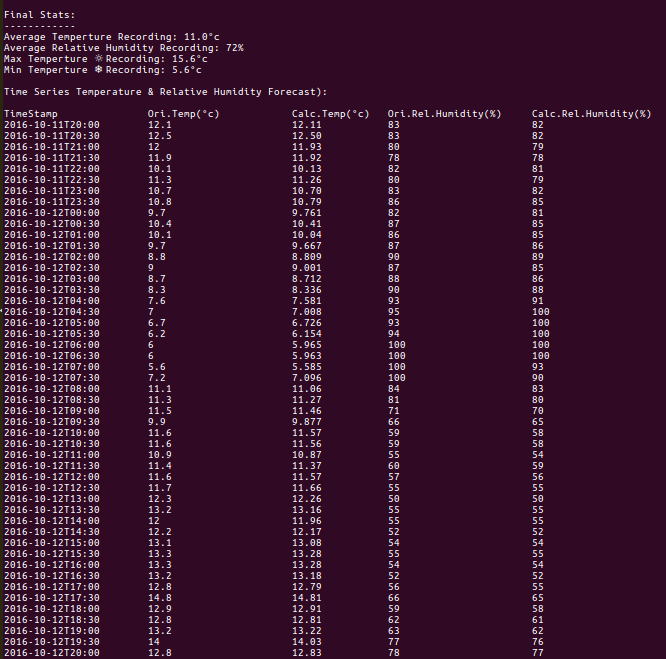 Final Stats:
------------
Average Temperture Recording: 11.0°c
Average Relative Humidity Recording: 72%
Max Temperture ☼ Recording: 15.6°c
Min Temperture ❄ Recording: 5.6°c
Time Series Temperature & Relative Humidity Forecast):
TimeStamp Ori.Temp(°c) Calc.Temp(°c) Ori.Rel.Humidity(%) Calc.Rel.Humidity(%)
2016-10-11T20:00 12.1 12.11 83 82
2016-10-11T20:30 12.5 12.50 83 82
2016-10-11T21:00 12 11.93 80 79
2016-10-11T21:30 11.9 11.92 78 78
2016-10-11T22:00 10.1 10.13 82 81
2016-10-11T22:30 11.3 11.26 80 79
2016-10-11T23:00 10.7 10.70 83 82
2016-10-11T23:30 10.8 10.79 86 85
2016-10-12T00:00 9.7 9.761 82 81
2016-10-12T00:30 10.4 10.41 87 85
2016-10-12T01:00 10.1 10.04 86 85
2016-10-12T01:30 9.7 9.667 87 86
2016-10-12T02:00 8.8 8.809 90 89
2016-10-12T02:30 9 9.001 87 85
2016-10-12T03:00 8.7 8.712 88 86
2016-10-12T03:30 8.3 8.336 90 88
2016-10-12T04:00 7.6 7.581 93 91
2016-10-12T04:30 7 7.008 95 100
2016-10-12T05:00 6.7 6.726 93 100
2016-10-12T05:30 6.2 6.154 94 100
2016-10-12T06:00 6 5.965 100 100
2016-10-12T06:30 6 5.963 100 100
2016-10-12T07:00 5.6 5.585 100 93
2016-10-12T07:30 7.2 7.096 100 90
2016-10-12T08:00 11.1 11.06 84 83
2016-10-12T08:30 11.3 11.27 81 80
2016-10-12T09:00 11.5 11.46 71 70
2016-10-12T09:30 9.9 9.877 66 65
2016-10-12T10:00 11.6 11.57 59 58
2016-10-12T10:30 11.6 11.56 59 58
2016-10-12T11:00 10.9 10.87 55 54
2016-10-12T11:30 11.4 11.37 60 59
2016-10-12T12:00 11.6 11.57 57 56
2016-10-12T12:30 11.7 11.66 55 55
2016-10-12T13:00 12.3 12.26 50 50
2016-10-12T13:30 13.2 13.16 55 55
2016-10-12T14:00 12 11.96 55 55
2016-10-12T14:30 12.2 12.17 52 52
2016-10-12T15:00 13.1 13.08 54 54
2016-10-12T15:30 13.3 13.28 55 55
2016-10-12T16:00 13.3 13.28 54 54
2016-10-12T16:30 13.2 13.18 52 52
2016-10-12T17:00 12.8 12.79 56 55
2016-10-12T17:30 14.8 14.81 66 65
2016-10-12T18:00 12.9 12.91 59 58
2016-10-12T18:30 12.8 12.81 62 61
2016-10-12T19:00 13.2 13.22 63 62
2016-10-12T19:30 14 14.03 77 76
2016-10-12T20:00 12.8 12.83 78 77